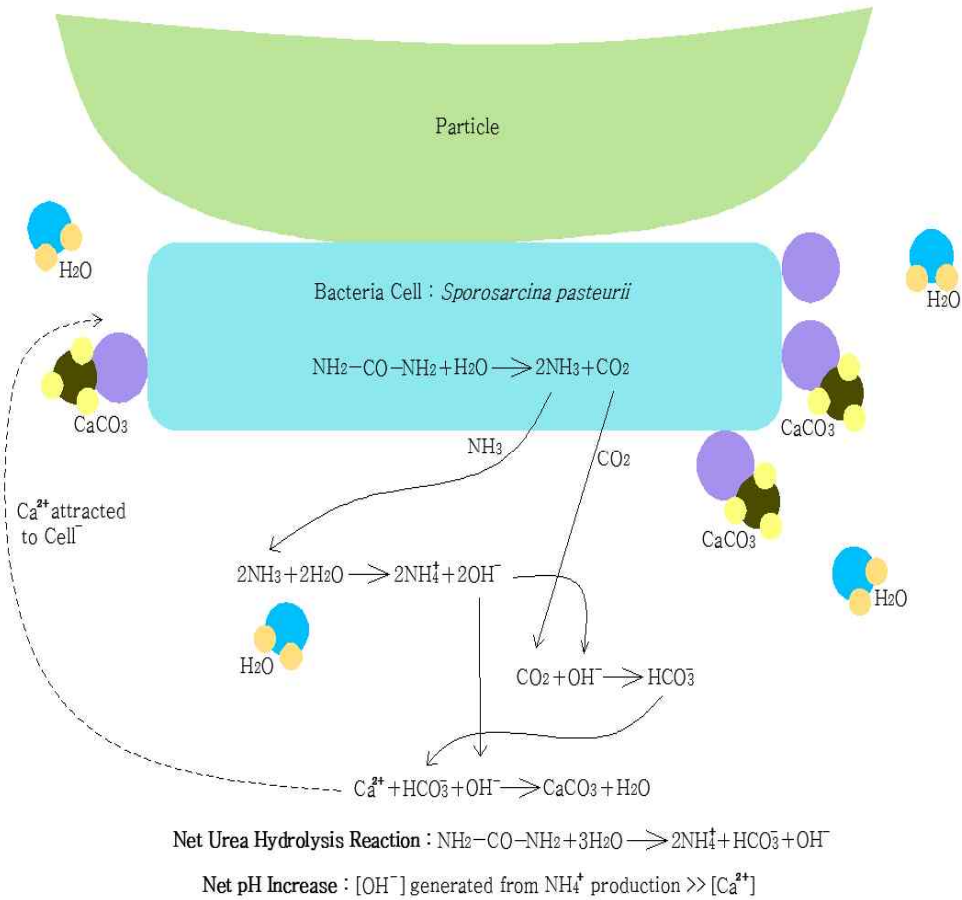 Particle
H2O
H2O
Bacteria Cell : Sporosarcina pasteurii
NH2-CO-NH2+H2O→2NH3+CO2
CaCO3
CaCO3
NH3
CO2
Ca2+ attracted
to Cell-
CaCO3
2NH3+2H2O→2NH4++2OH-
H2O
H2O
CO2+OH-→HCO3-
Ca2++HCO3-+OH-→CaCO3+H2O
Net Urea Hydrolysis Reaction : NH2-CO-NH2+3H2O→2NH4++HCO3-+OH-
Net pH Increase : [OH-] generated from NH4+ production >> [Ca2+]